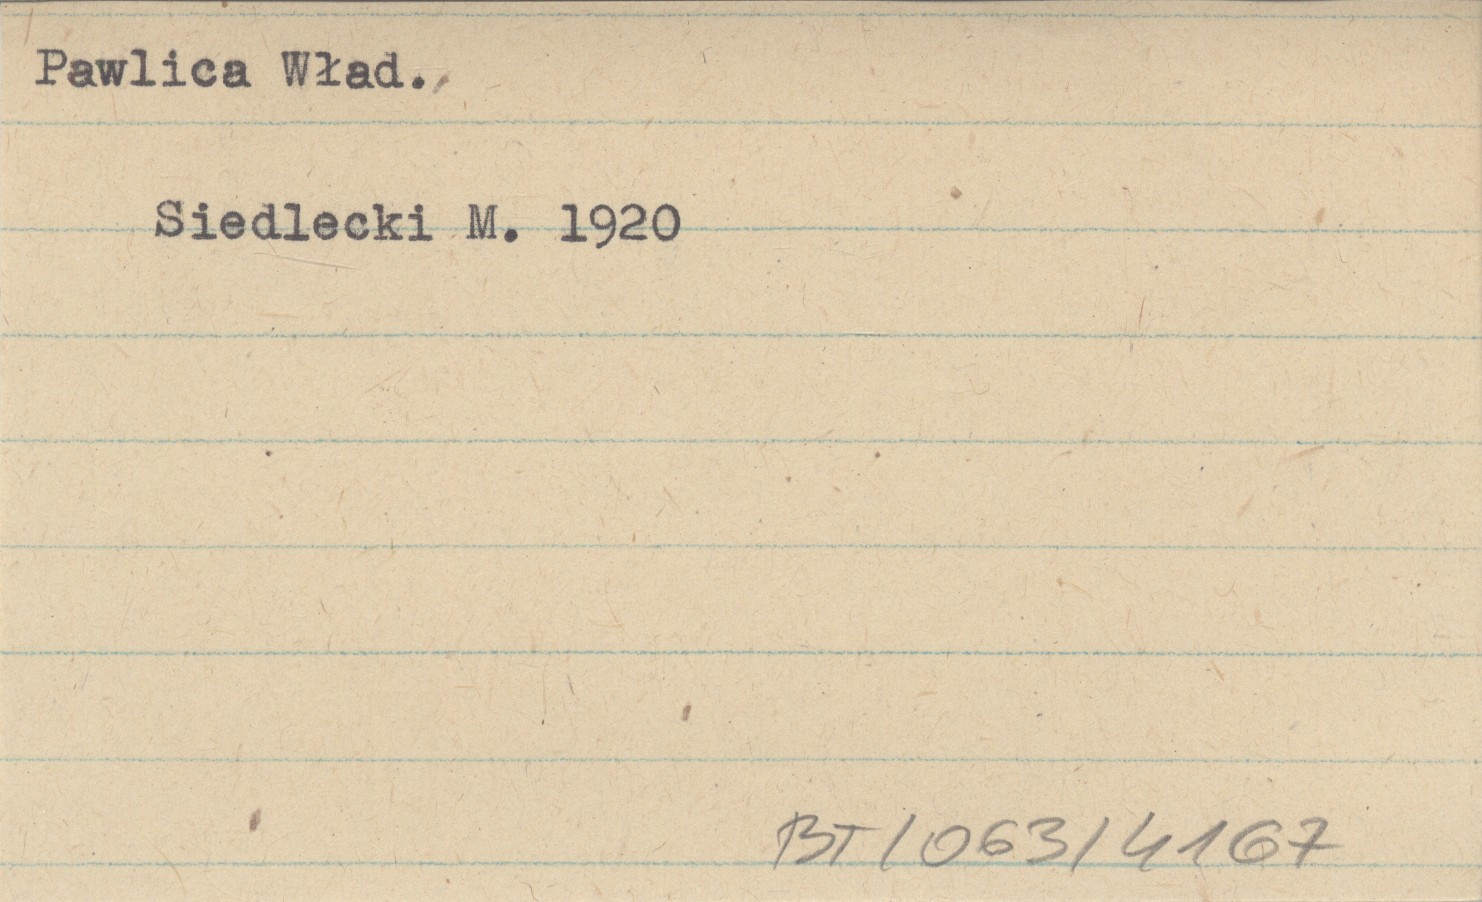 Pawlica Wład.
Siedlecki M. 1920
BT/063/4167